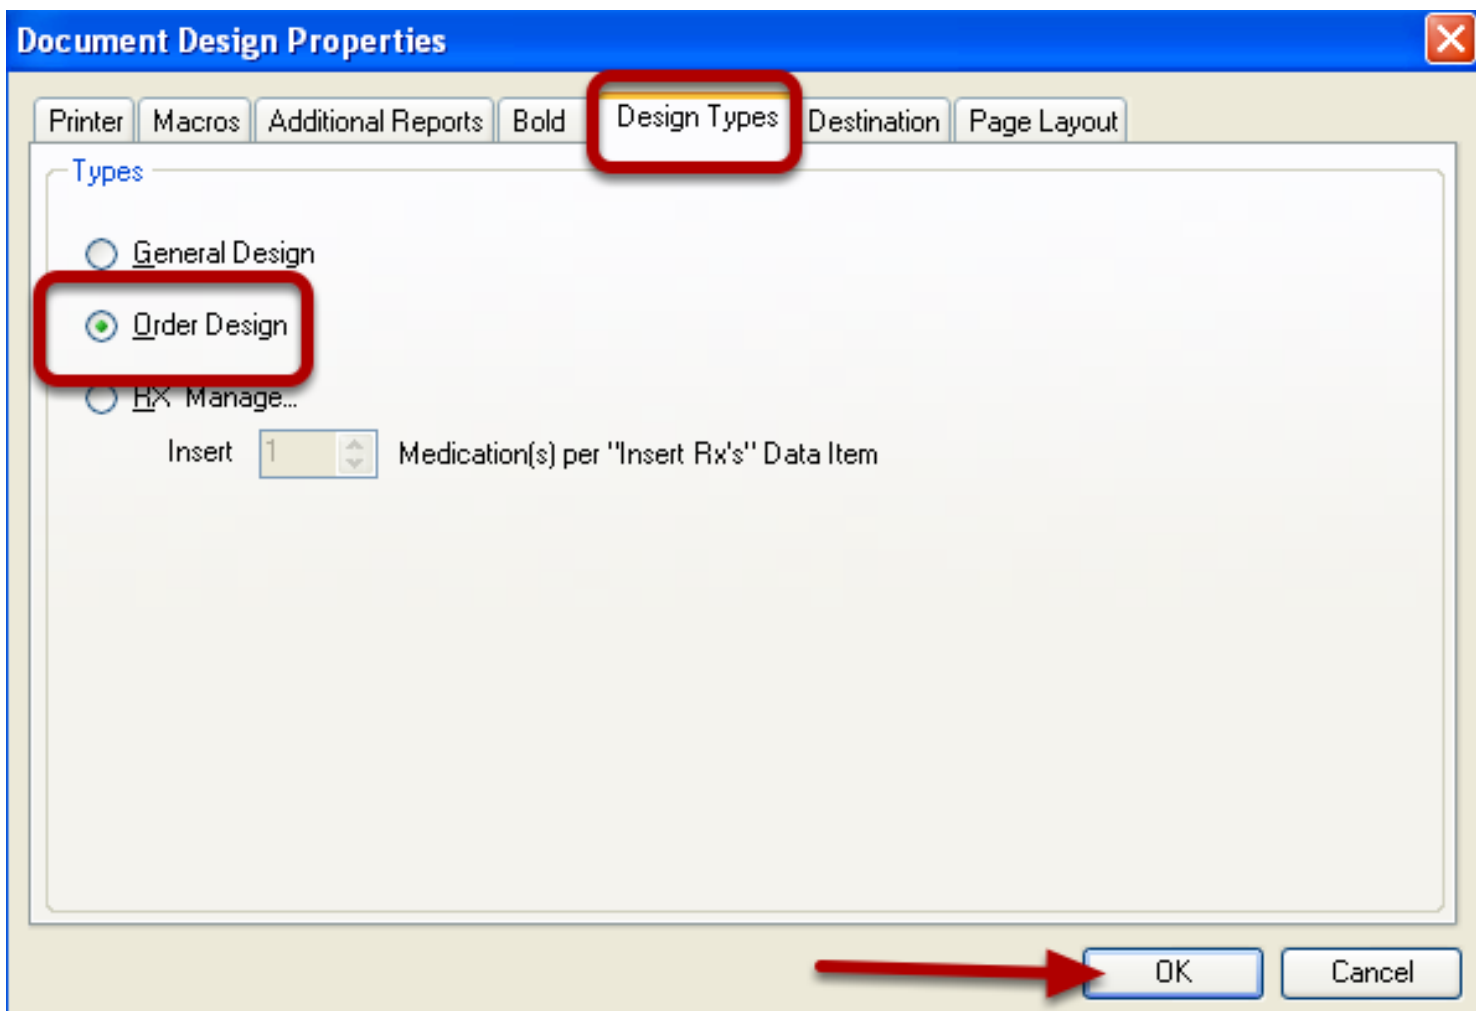 Document Design Properties
Printer Macros Additional Reports Bold Design Types Destination Page Layout
Types
General Design
Order Design
RX Manage...
Insert 1 Medication(s) per "Insert Rx's" Data Item
OK Cancel